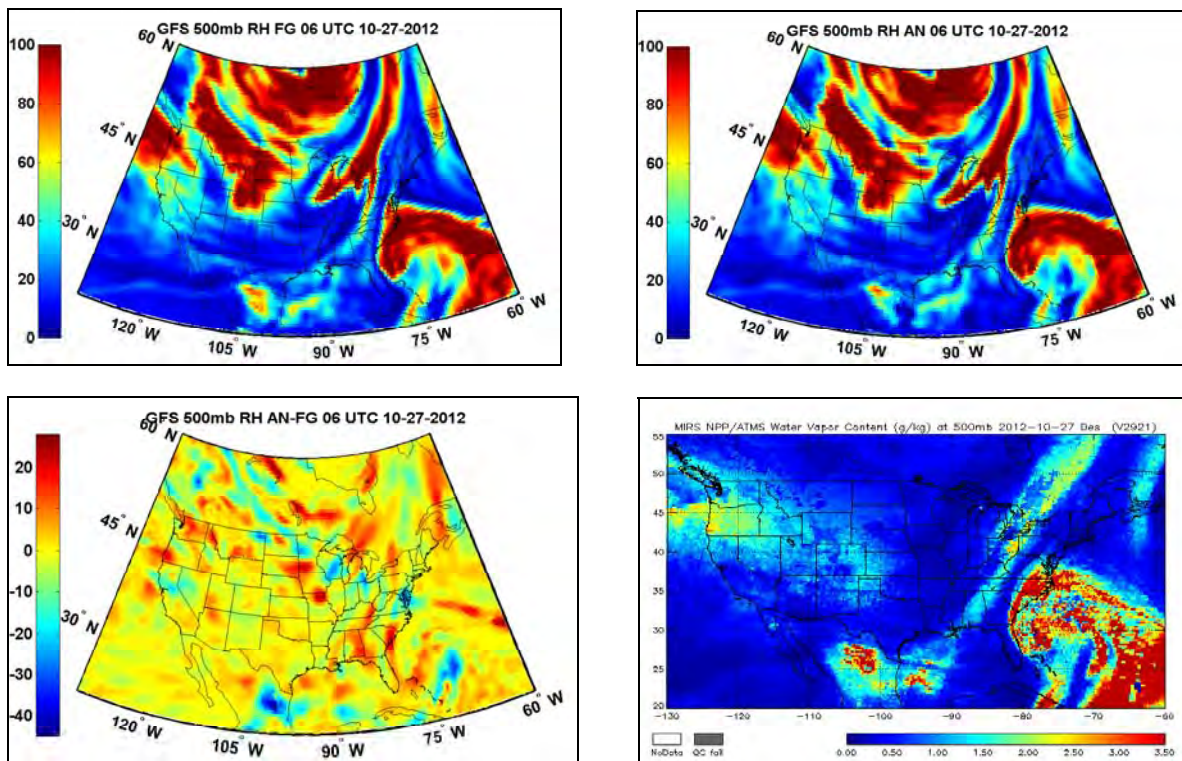 GFS 500mb RH FG 06 UTC 10-27-2012
100
80
60
40
20
0
60° N
45° N
30° N
120° W
105° W
90° W
75° W
60° W
GFS 500mb RH AN 06 UTC 10-27-2012
100
80
60
40
20
0
60° N
45° N
30° N
120° W
105° W
90° W
75° W
60° W
GFS 500mb RH AN-FG 06 UTC 10-27-2012
20
10
0
-10
-20
-30
-40
60° N
45° N
30° N
120° W
105° W
90° W
75° W
60° W
MIRS NPP/ATMS Water Vapor Content (g/kg) at 500mb 2012-10-27 Des (V2921)
55
50
45
40
35
30
25
20
-130 -120 -110 -100 -90 -80 -70 -60
NoData QC fail
0.00 0.50 1.00 1.50 2.00 2.50 3.00 3.50